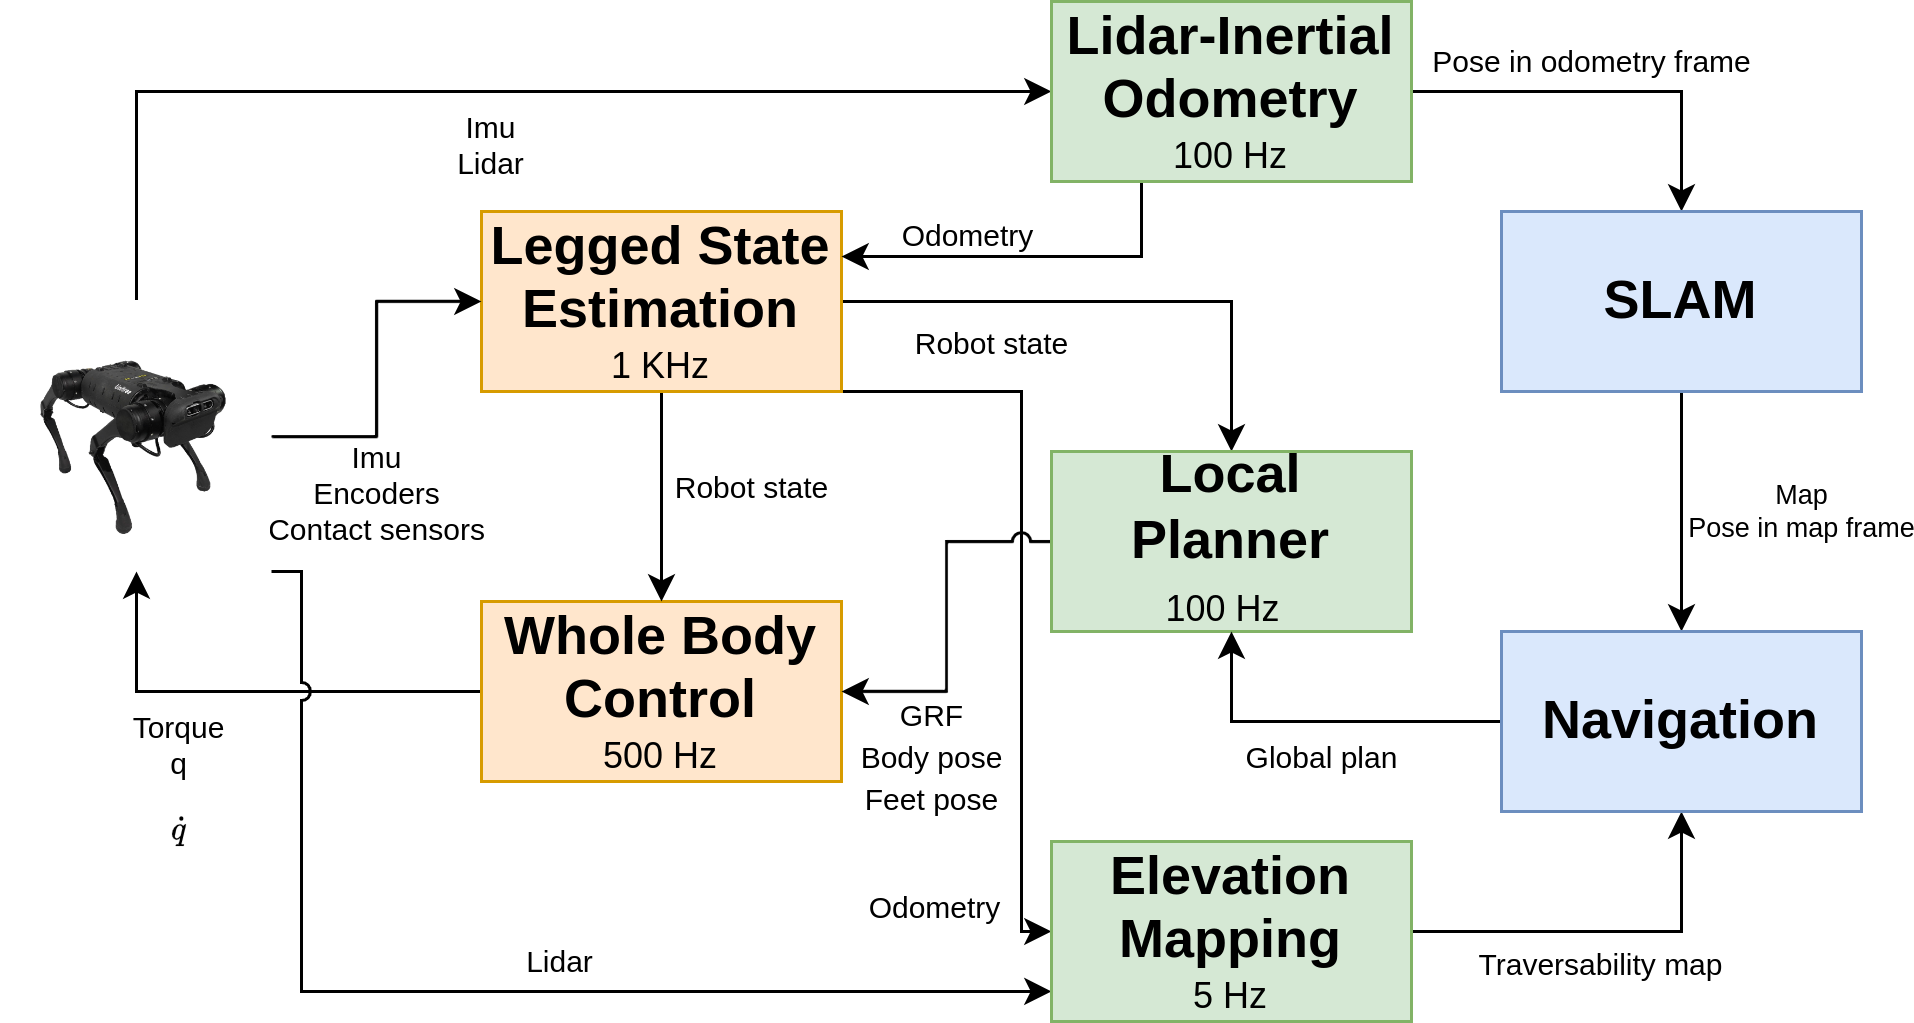 Lidar-Inertial
Odometry
100 Hz
Pose in odometry frame
Imu
Lidar
Legged State
Estimation
1 KHz
Odometry
Robot state
SLAM
Imu
Encoders
Contact sensors
Robot state
Local
Planner
100 Hz
Map
Pose in map frame
Whole Body
Control
500 Hz
Torque
q
q̇
GRF
Body pose
Feet pose
Global plan
Navigation
Odometry
Lidar
Elevation
Mapping
5 Hz
Traversability map